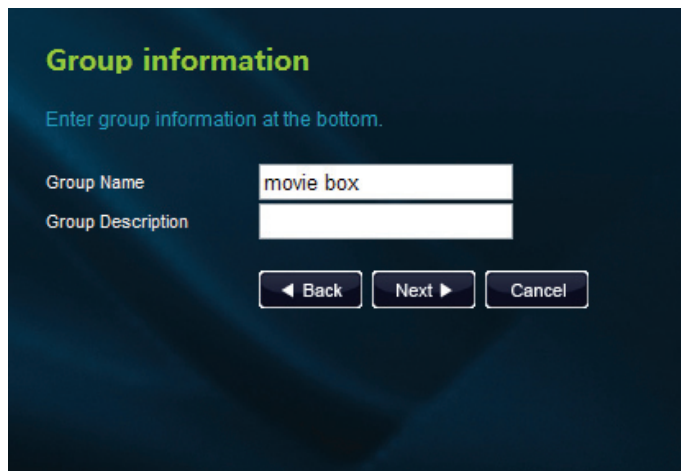 Group information
Enter group information at the bottom.
Group Name movie box
Group Description
Back Next Cancel